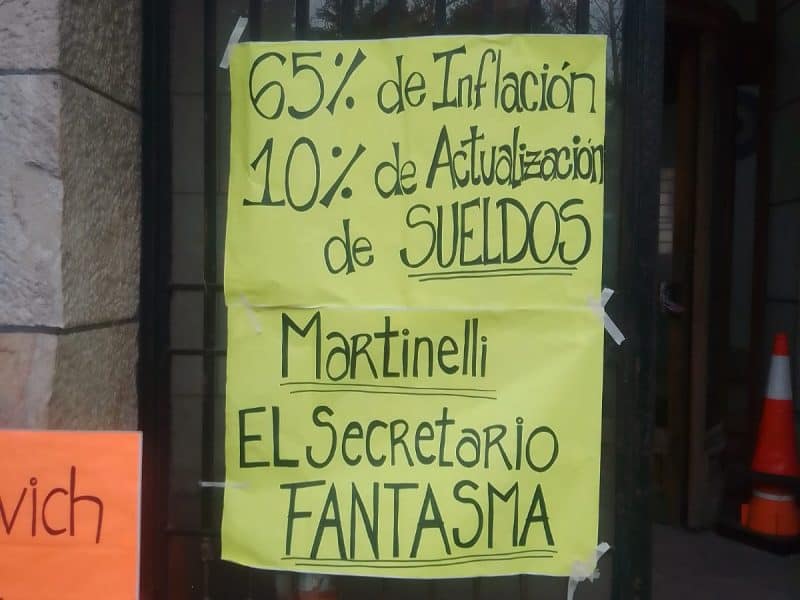 65% de Inflación
10% de Actualización
de SUELDOS
Martinelli
EL Secretario
FANTASMA
vich